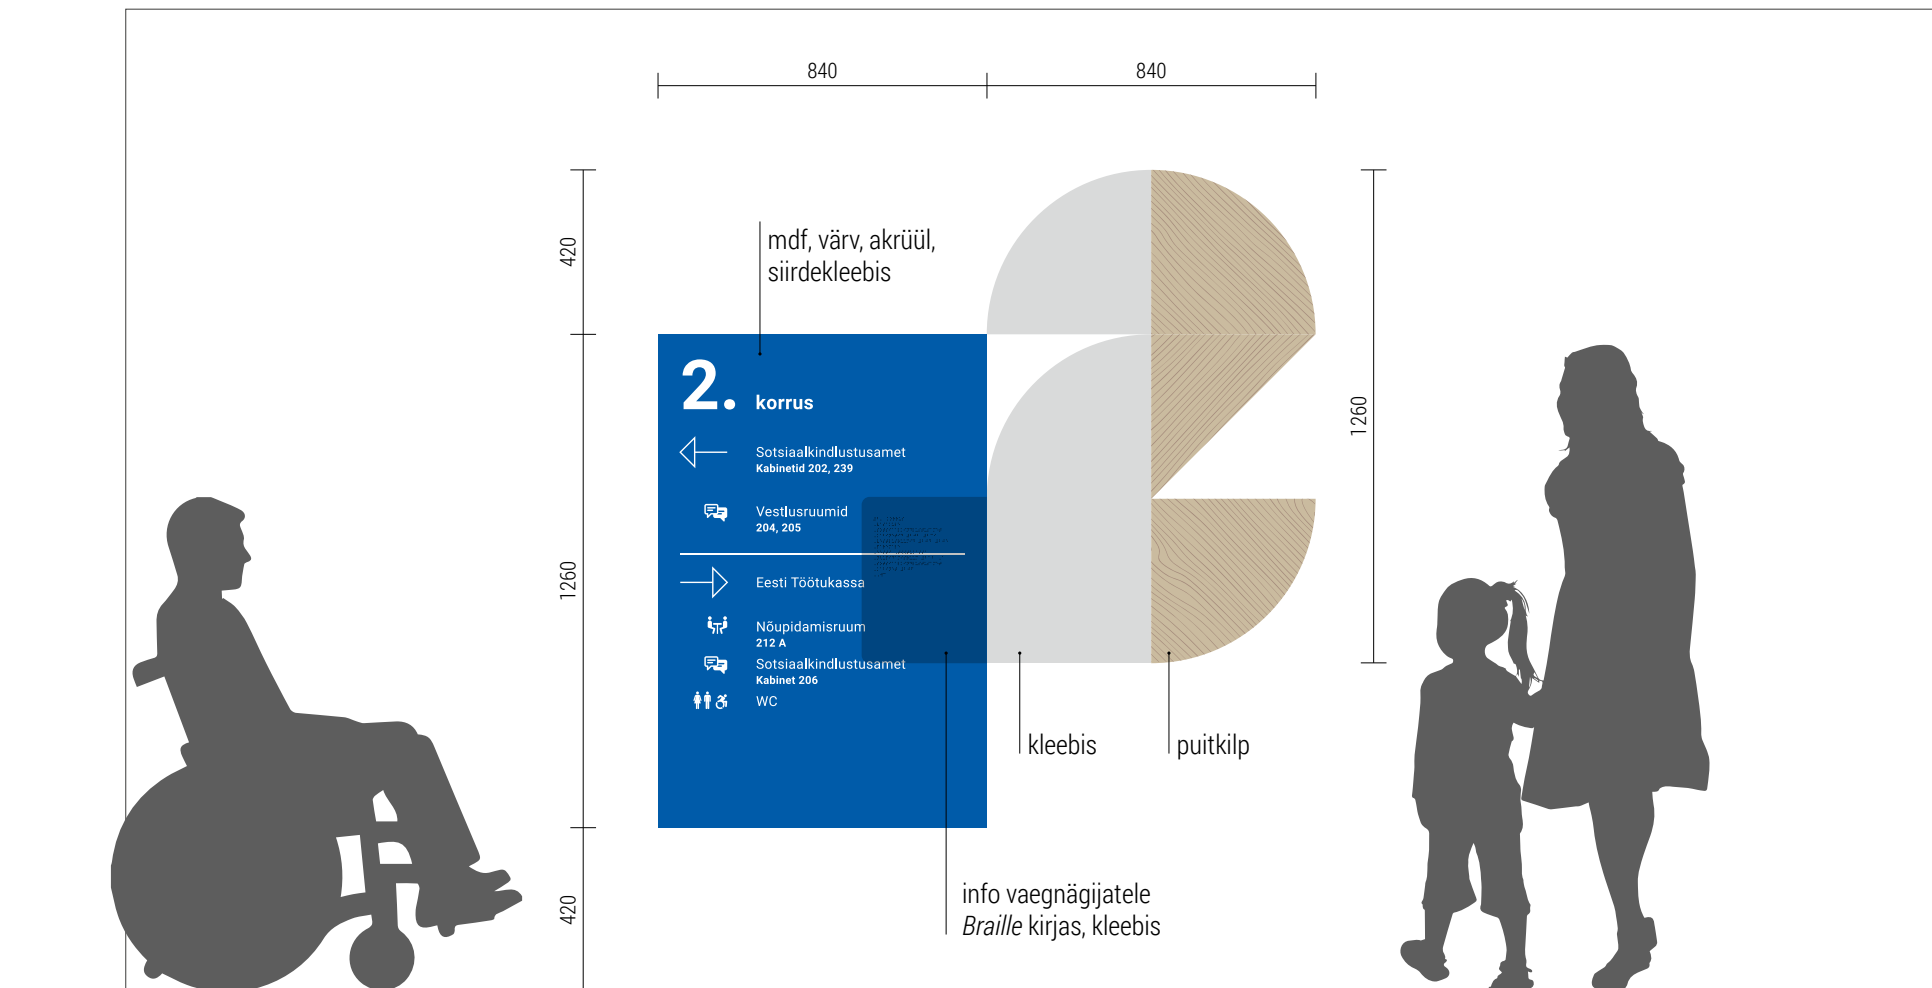 840
840
420
mdf, värv, akrüül,
siirdekleebis
2. korrus
1260
Sotsiaalkindlustusamet
Kabinetid 202, 239
Vestlusruumid
204, 205
1260
Eesti Töötukassa
Nõupidamisruum
212 A
Sotsiaalkindlustusamet
Kabinet 206
WC
kleebis
puitkilp
420
info vaegnägijatele
Braille kirjas, kleebis